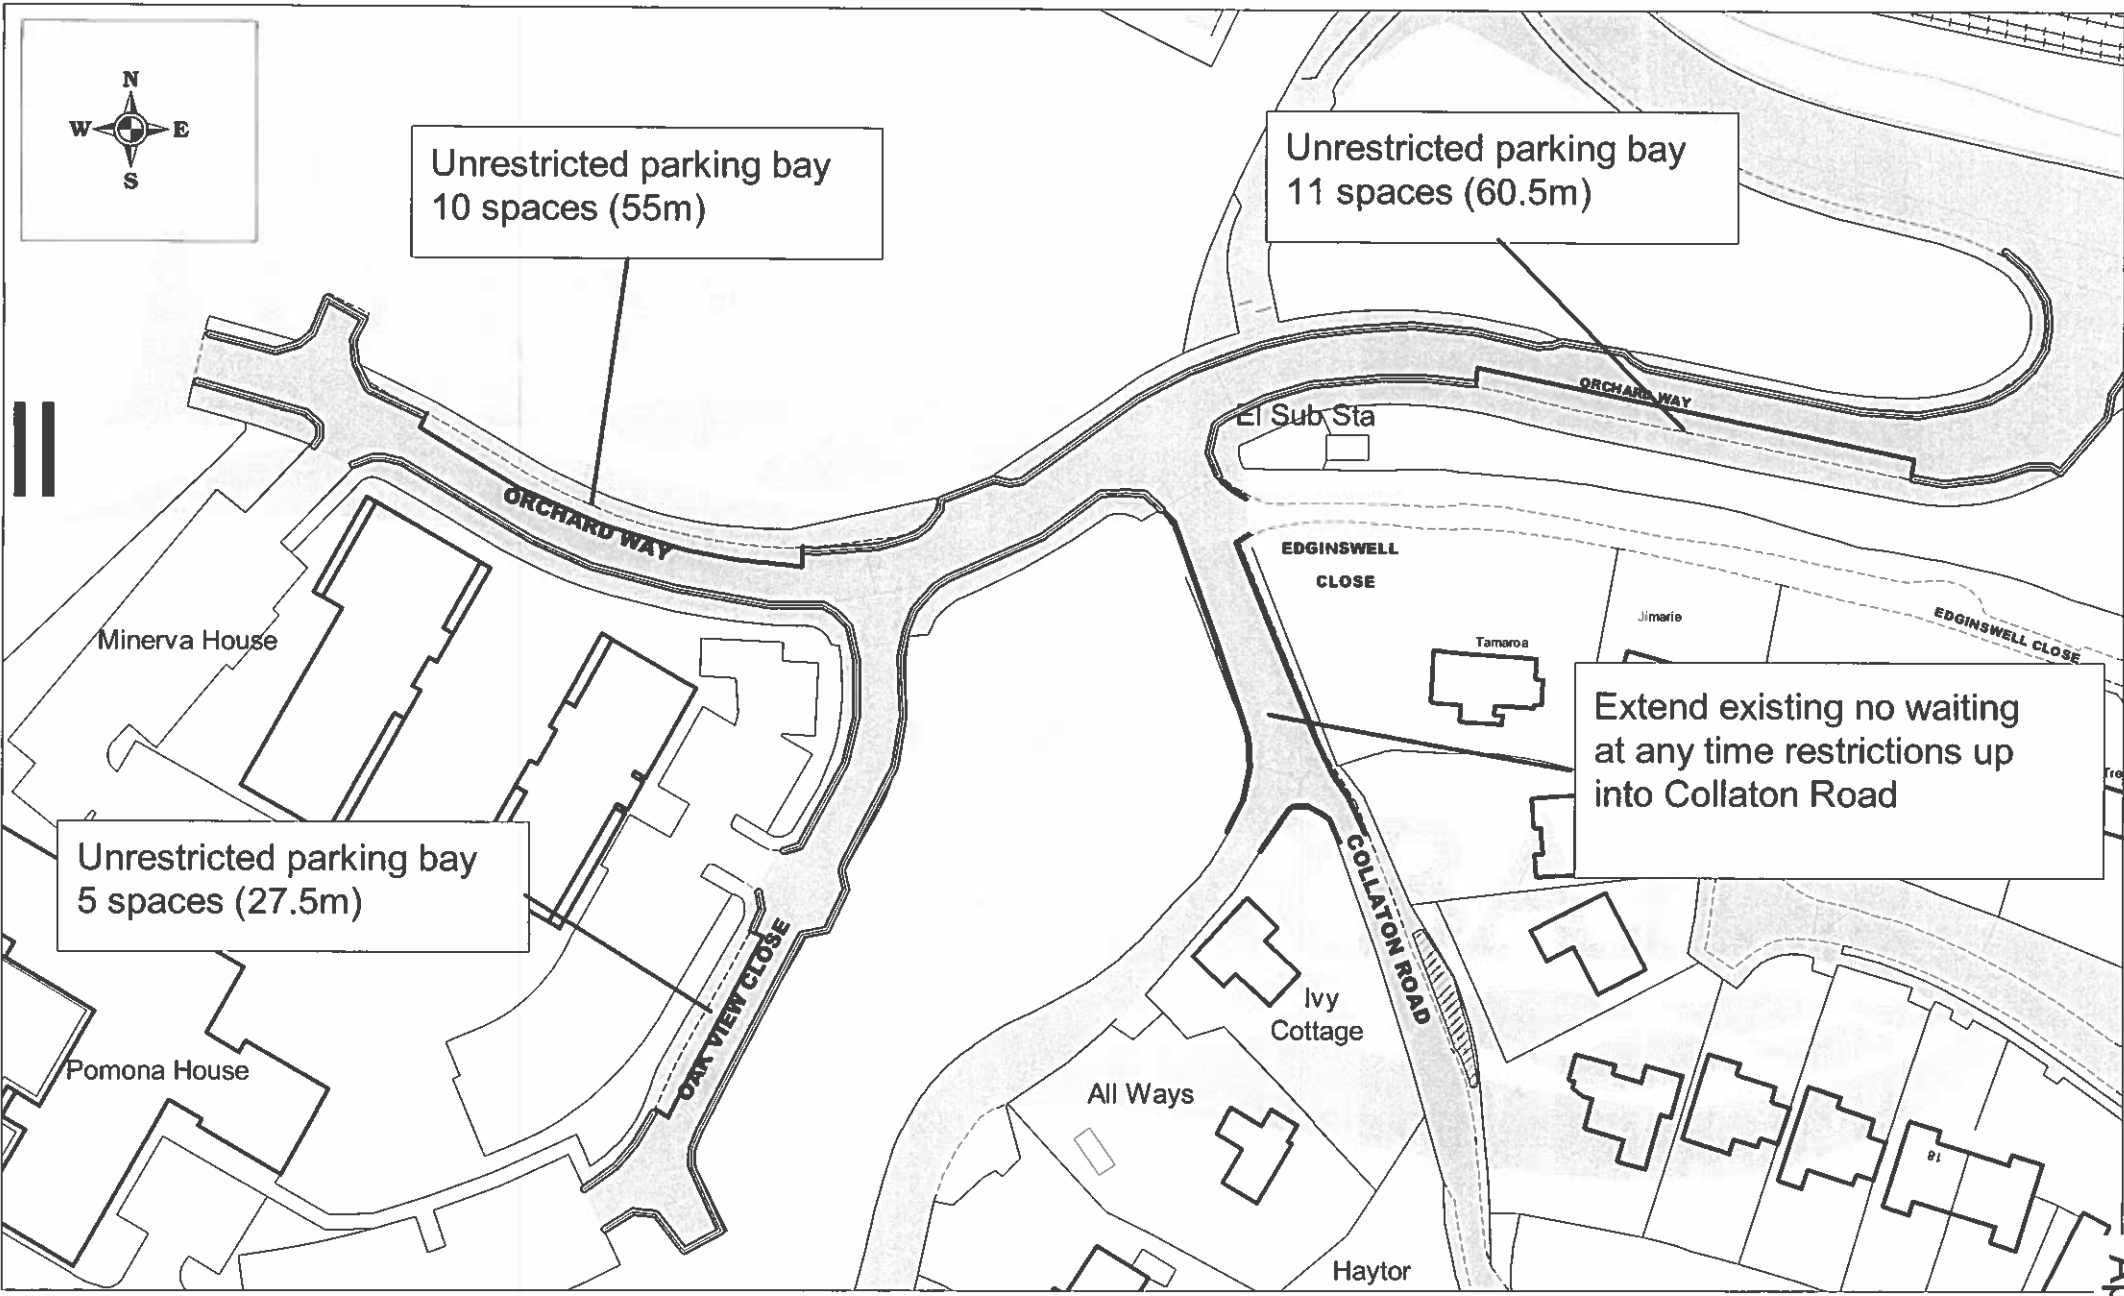 N
W E
S
Unrestricted parking bay
10 spaces (55m)
Unrestricted parking bay
11 spaces (60.5m)
ORCHARD WAY
El Sub Sta
ORCHARD WAY
EDGINSWELL
CLOSE
Jimarie
EDGINSWELL CLOSE
Tamaroa
Minerva House
Extend existing no waiting
at any time restrictions up
into Collaton Road
Unrestricted parking bay
5 spaces (27.5m)
COLLATON ROAD
OAK VIEW CLOSE
Ivy
Cottage
Pomona House
All Ways
18
Haytor